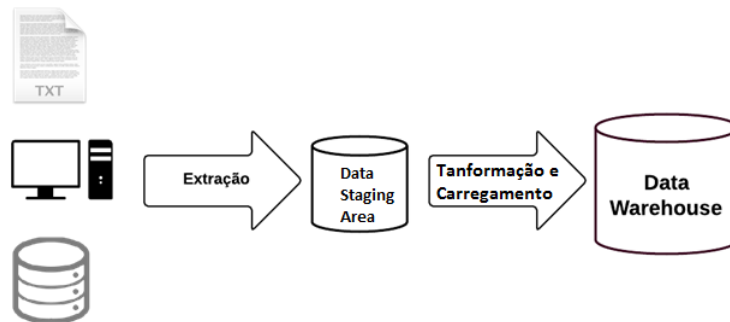 TXT
Extração
Data
Staging
Area
Tanformação e
Carregamento
Data
Warehouse